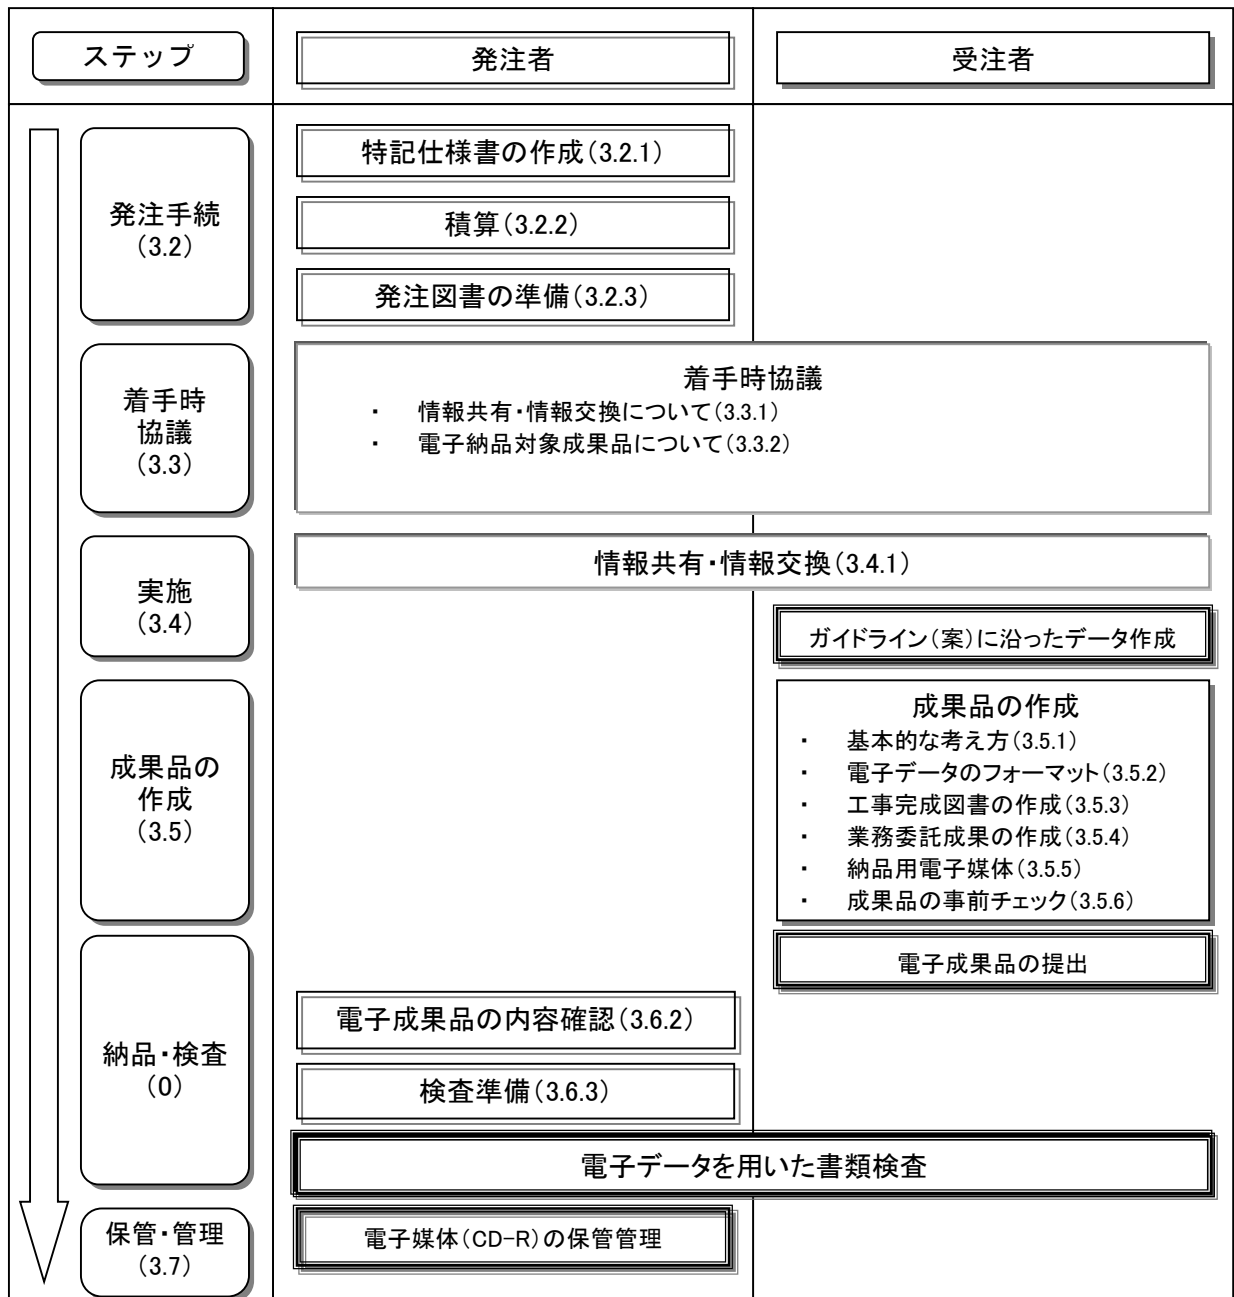 ステップ
発注者
受注者
発注手続
(3.2)
特記仕様書の作成(3.2.1)
積算(3.2.2)
発注図書の準備(3.2.3)
着手時
協議
(3.3)
着手時協議
・ 情報共有・情報交換について(3.3.1)
・ 電子納品対象成果品について(3.3.2)
実施
(3.4)
情報共有・情報交換(3.4.1)
ガイドライン(案)に沿ったデータ作成
成果品の
作成
(3.5)
成果品の作成
・ 基本的な考え方(3.5.1)
・ 電子データのフォーマット(3.5.2)
・ 工事完成図書の作成(3.5.3)
・ 業務委託成果の作成(3.5.4)
・ 納品用電子媒体(3.5.5)
・ 成果品の事前チェック(3.5.6)
納品・検査
(0)
電子成果品の提出
電子成果品の内容確認(3.6.2)
検査準備(3.6.3)
電子データを用いた書類検査
保管・管理
(3.7)
電子媒体(CD-R)の保管管理